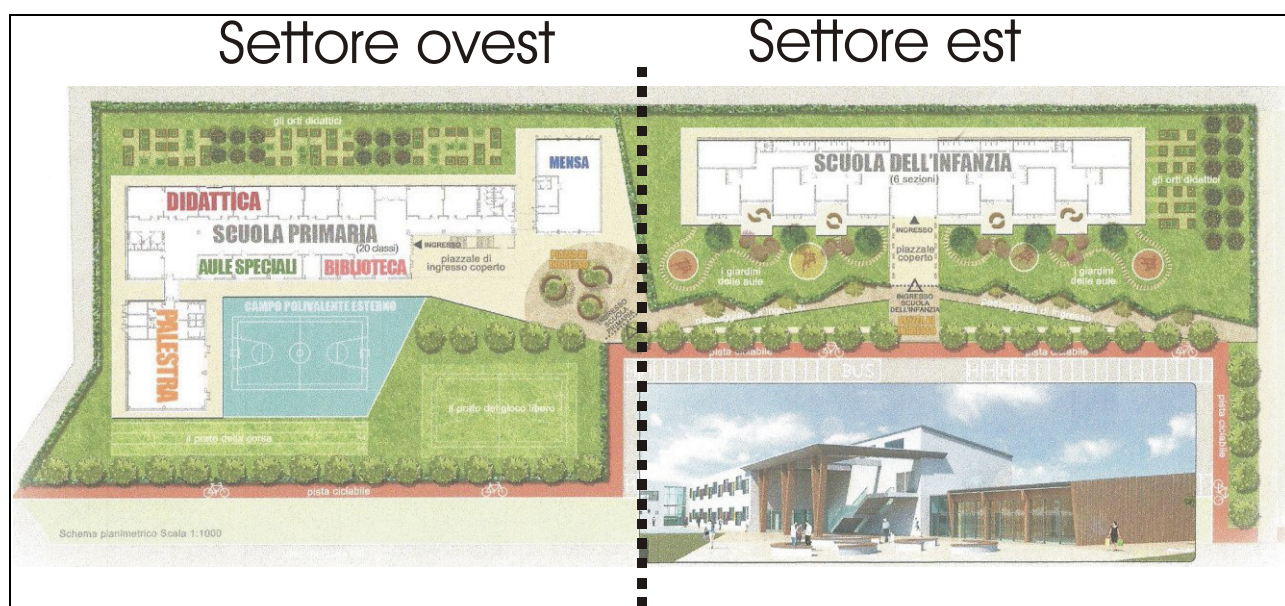 Settore ovest
Settore est
gli orti didattici
MENSA
DIDATTICA
SCUOLA PRIMARIA
(20 classi)
INGRESSO
piazzale di
ingresso coperto
AULE SPECIALI
BIBLIOTECA
CAMPO POLIVALENTE ESTERNO
PALESTRA
il prato della corsa
il prato del gioco libero
pista ciclabile
Schema planimetrico Scala 1:1000
SCUOLA DELL'INFANZIA
(6 sezioni)
gli orti didattici
INGRESSO
piazzale
coperto
i giardini
delle aule
i giardini
delle aule
INGRESSO
SCUOLA
DELL'INFANZIA
pista ciclabile
pista ciclabile
BUS
H H H H
pista ciclabile